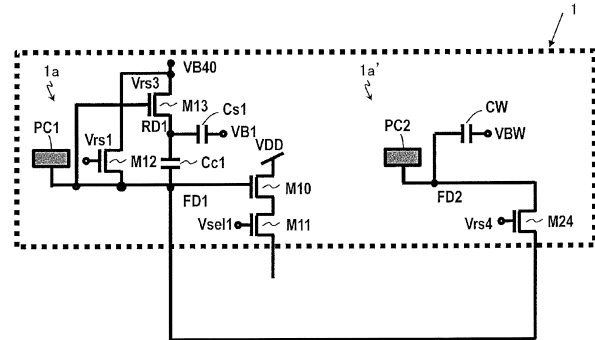 1
1a
1a'
VB40
Vrs3
M13
Cs1
RD1
VB1
PC1
Vrs1
M12
Cc1
VDD
M10
FD1
Vsel1
M11
CW
PC2
VBW
FD2
Vrs4
M24